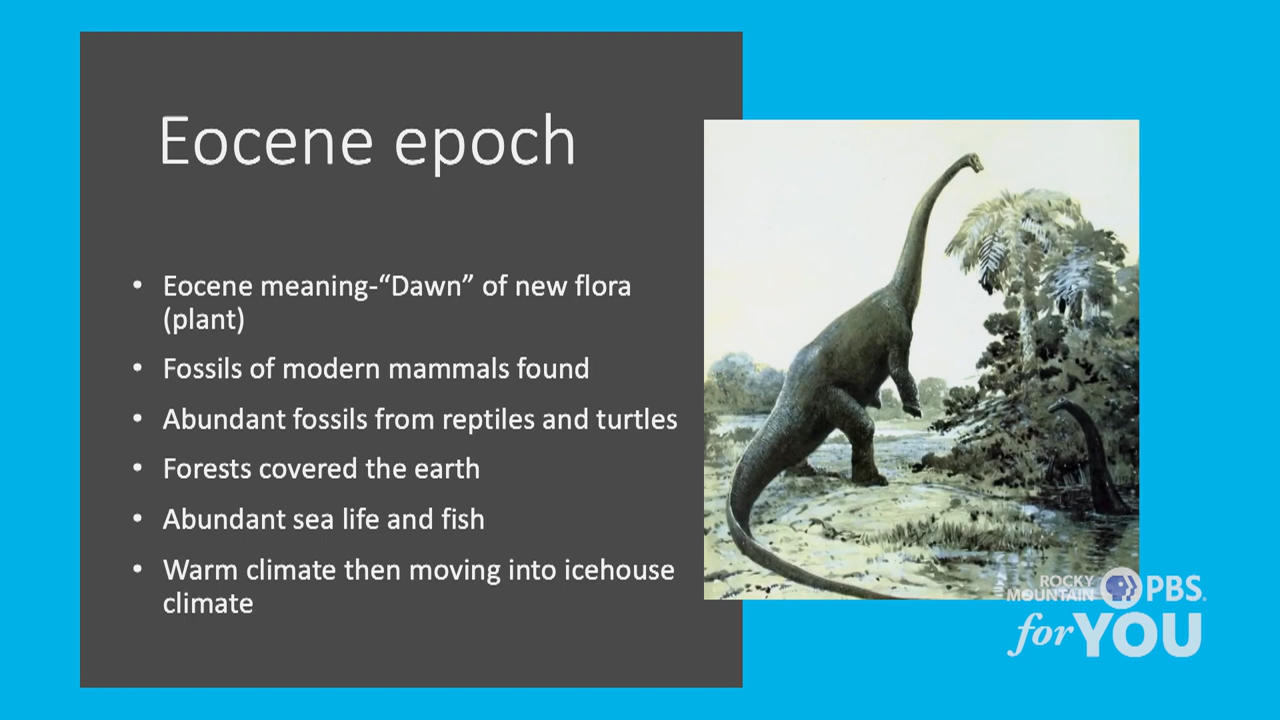 Eocene epoch
• Eocene meaning-“Dawn” of new flora
(plant)
• Fossils of modern mammals found
• Abundant fossils from reptiles and turtles
• Forests covered the earth
• Abundant sea life and fish
• Warm climate then moving into icehouse
climate
ROCKY
MOUNTAIN PBS.
for YOU